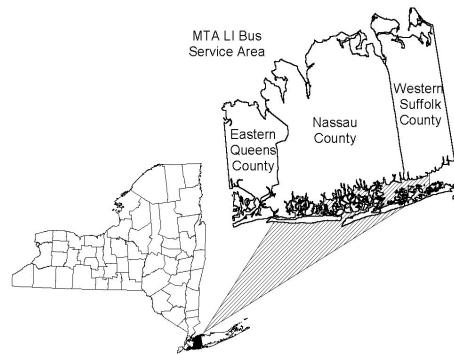 MTA LI Bus
Service Area
Western
Suffolk
County
Nassau
County
Eastern
Queens
County